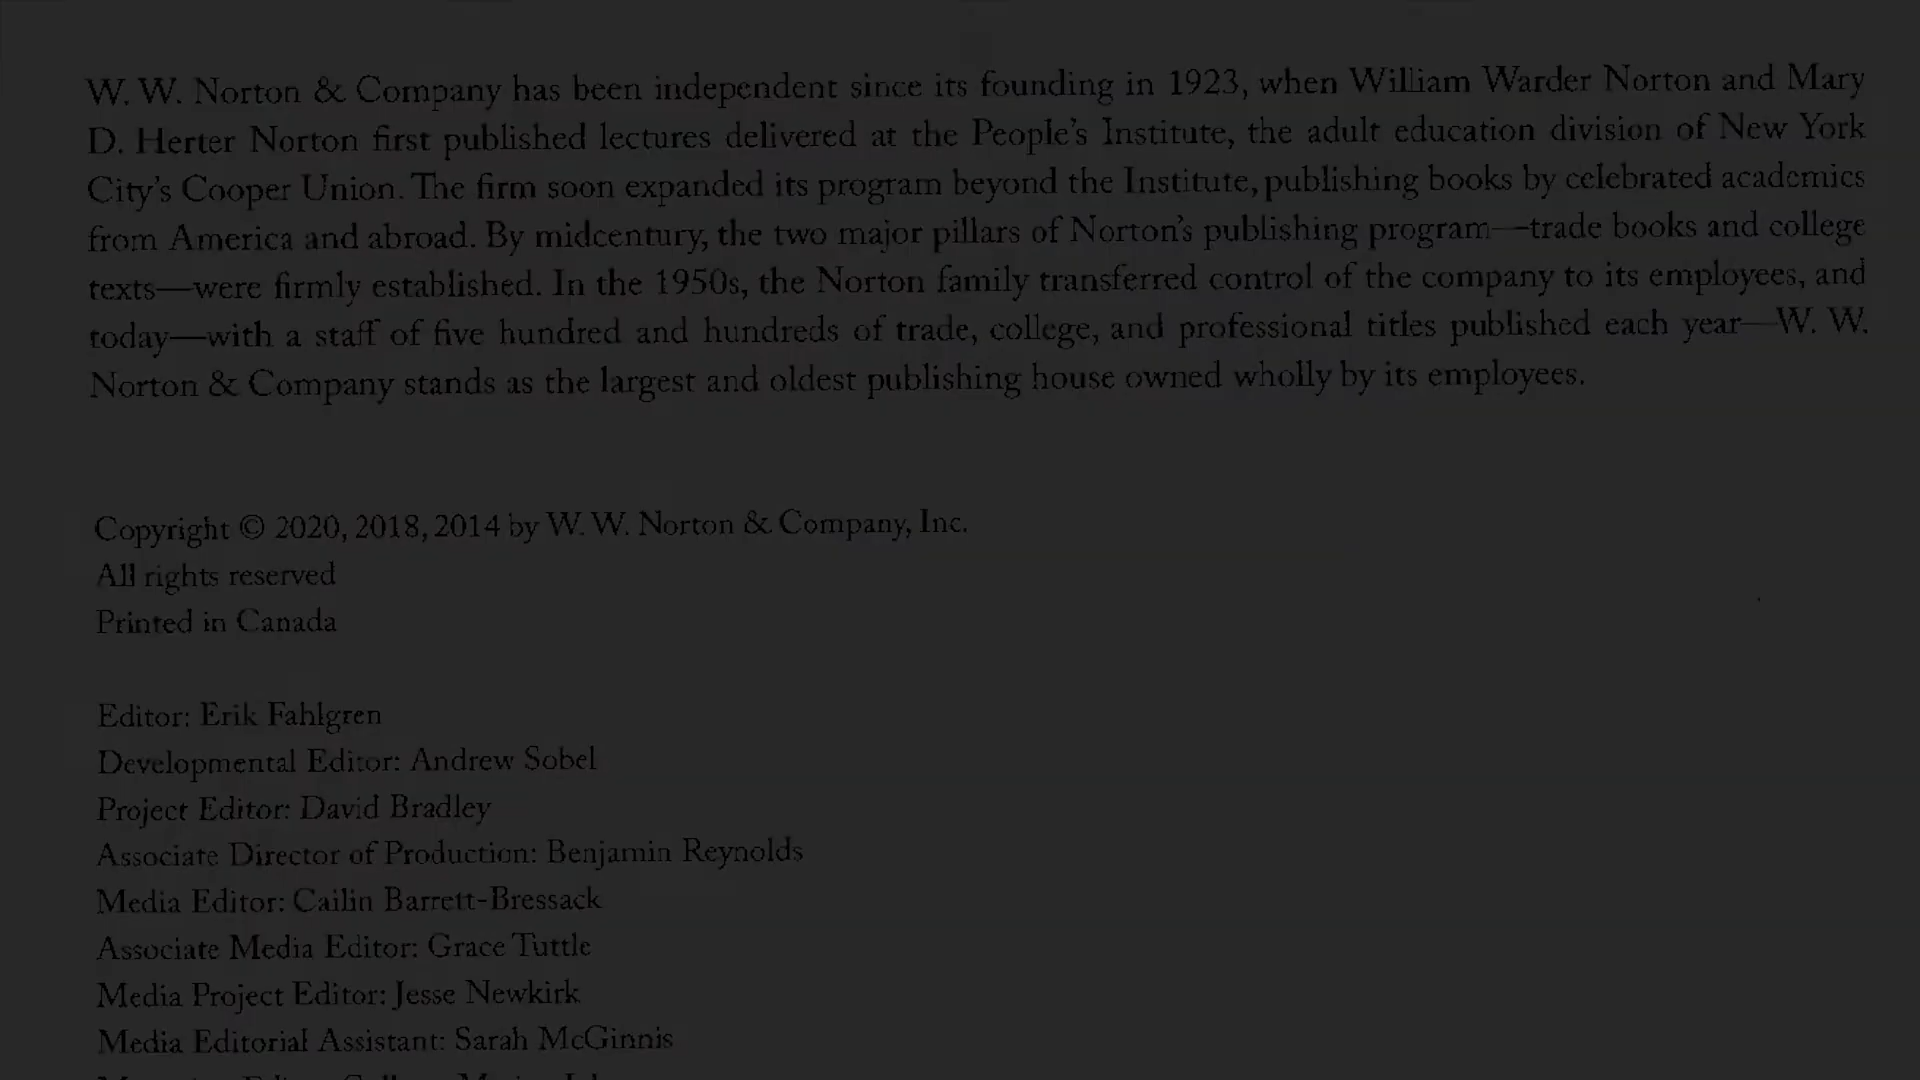 W. W. Norton & Company has been independent since its founding in 1923, when William Warder Norton and Mary
D. Herter Norton first published lectures delivered at the People's Institute, the adult education division of New York
City's Cooper Union. The firm soon expanded its program beyond the Institute, publishing books by celebrated academics
from America and abroad. By midcentury, the two major pillars of Norton's publishing program—trade books and college
texts—were firmly established. In the 1950s, the Norton family transferred control of the company to its employees, and
today—with a staff of five hundred and hundreds of trade, college, and professional titles published each year—W. W.
Norton & Company stands as the largest and oldest publishing house owned wholly by its employees.
Copyright © 2020, 2018, 2014 by W. W. Norton & Company, Inc.
All rights reserved
Printed in Canada
Editor: Erik Fahlgren
Developmental Editor: Andrew Sobel
Project Editor: David Bradley
Associate Director of Production: Benjamin Reynolds
Media Editor: Cailin Barrett-Bressack
Associate Media Editor: Grace Tuttle
Media Project Editor: Jesse Newkirk
Media Editorial Assistant: Sarah McGinnis